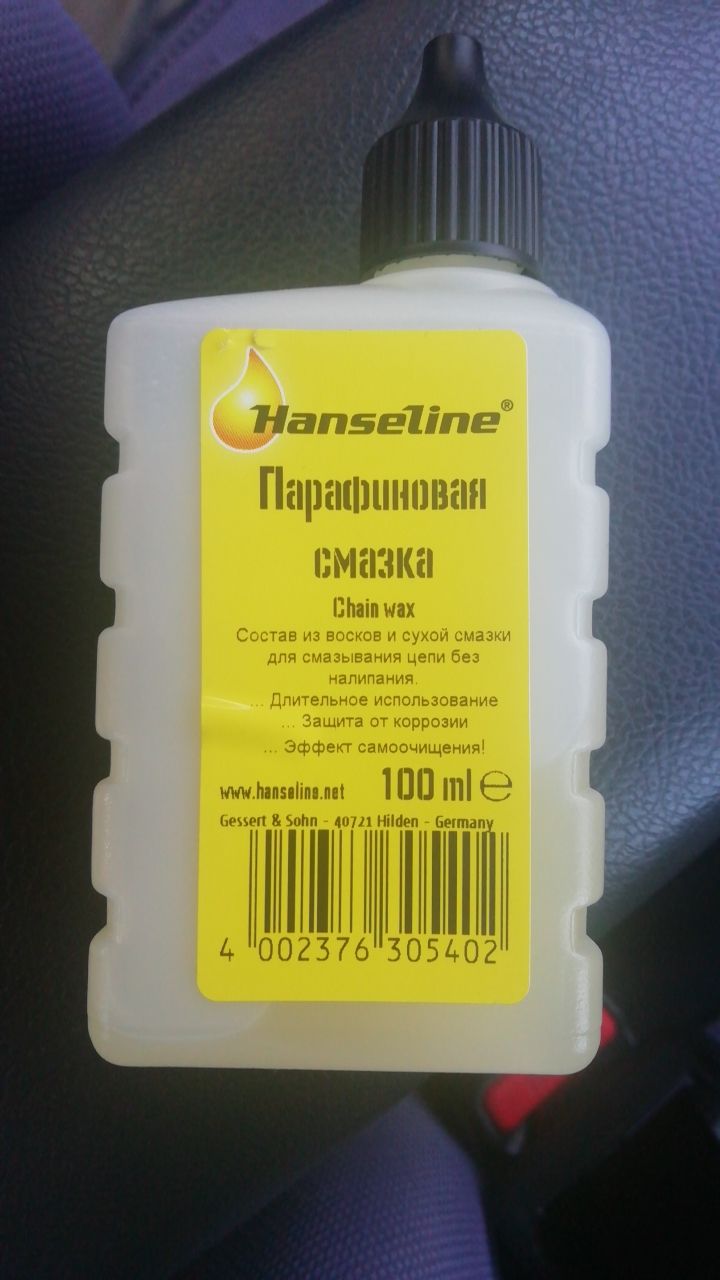 Hanseline®
Парафиновая
смазка
Chain wax
Состав из восков и сухой смазки
для смазывания цепи без
налипания.
... Длительное использование
... Защита от коррозии
... Эффект самоочищения!
www.hanseline.net 100 ml ℮
Gessert & Sohn - 40721 Hilden - Germany
4 002376 305402